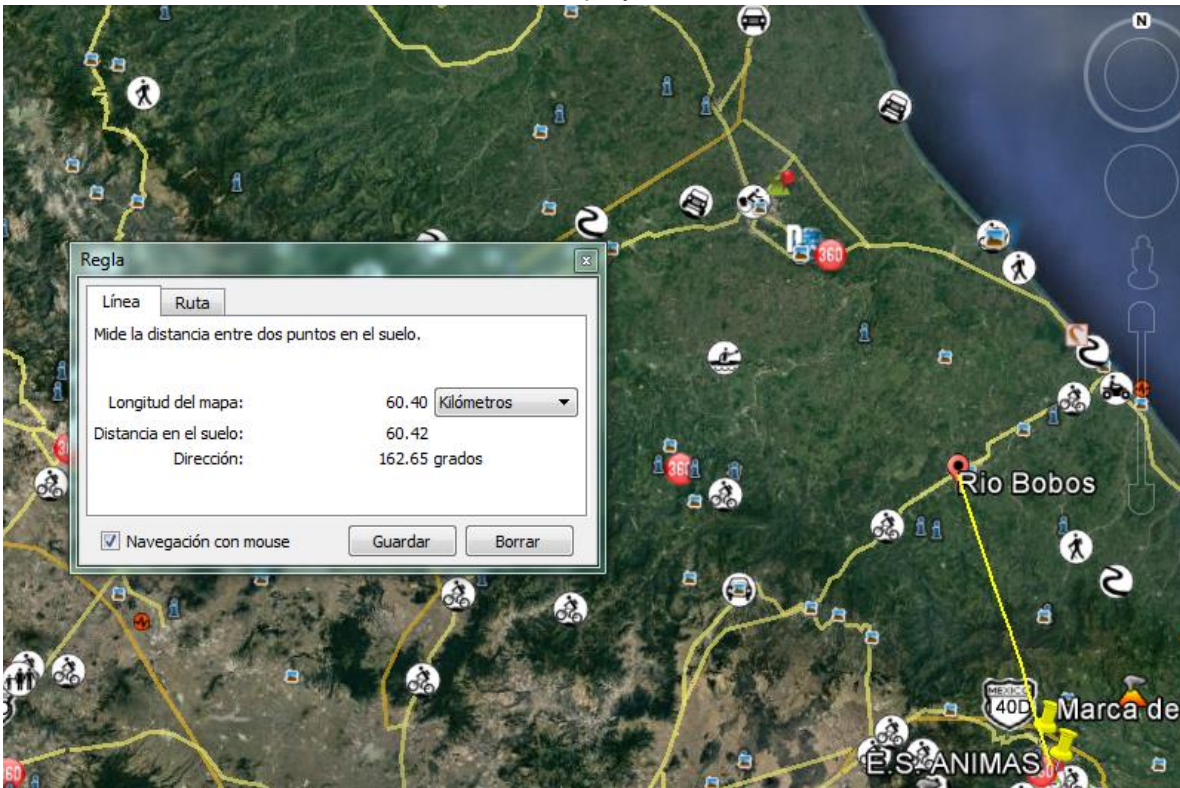 N
360
Regla
Línea
Ruta
Mide la distancia entre dos puntos en el suelo.
Longitud del mapa:
60.40
Kilómetros
Distancia en el suelo:
60.42
Dirección:
162.65 grados
Navegación con mouse
Guardar
Borrar
360
Rio Bobos
MEXICO
40D
Marca de
E.S. ANIMAS